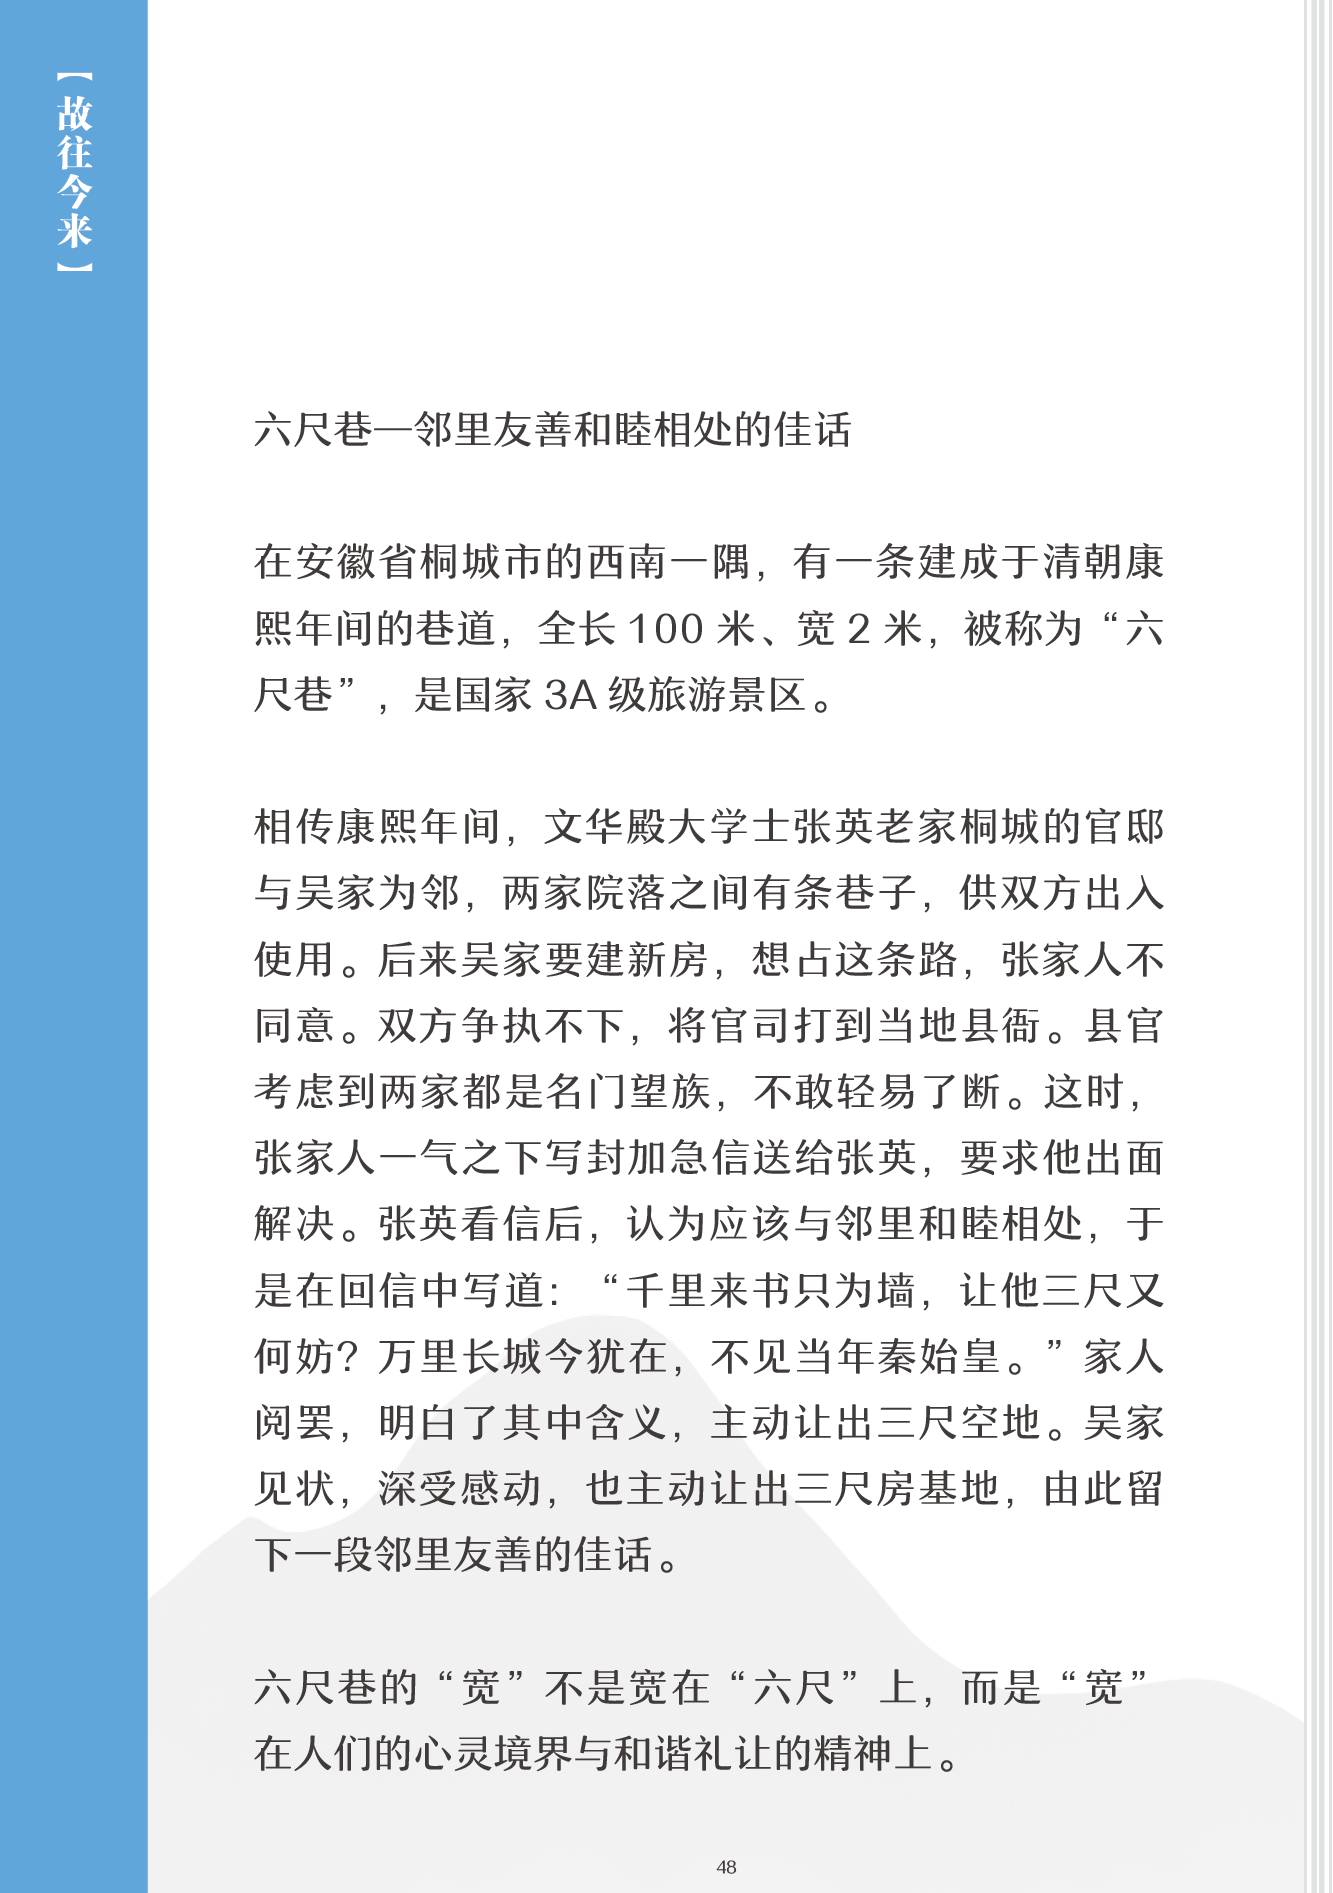 【故往今来】
六尺巷—邻里友善和睦相处的佳话
在安徽省桐城市的西南一隅，有一条建成于清朝康
熙年间的巷道，全长 100 米、宽 2 米，被称为“六
尺巷”，是国家 3A 级旅游景区。
相传康熙年间，文华殿大学士张英老家桐城的官邸
与吴家为邻，两家院落之间有条巷子，供双方出入
使用。后来吴家要建新房，想占这条路，张家人不
同意。双方争执不下，将官司打到当地县衙。县官
考虑到两家都是名门望族，不敢轻易了断。这时，
张家人一气之下写封加急信送给张英，要求他出面
解决。张英看信后，认为应该与邻里和睦相处，于
是在回信中写道：“千里来书只为墙，让他三尺又
何妨？万里长城今犹在，不见当年秦始皇。”家人
阅罢，明白了其中含义，主动让出三尺空地。吴家
见状，深受感动，也主动让出三尺房基地，由此留
下一段邻里友善的佳话。
六尺巷的“宽”不是宽在“六尺”上，而是“宽”
在人们的心灵境界与和谐礼让的精神上。
48